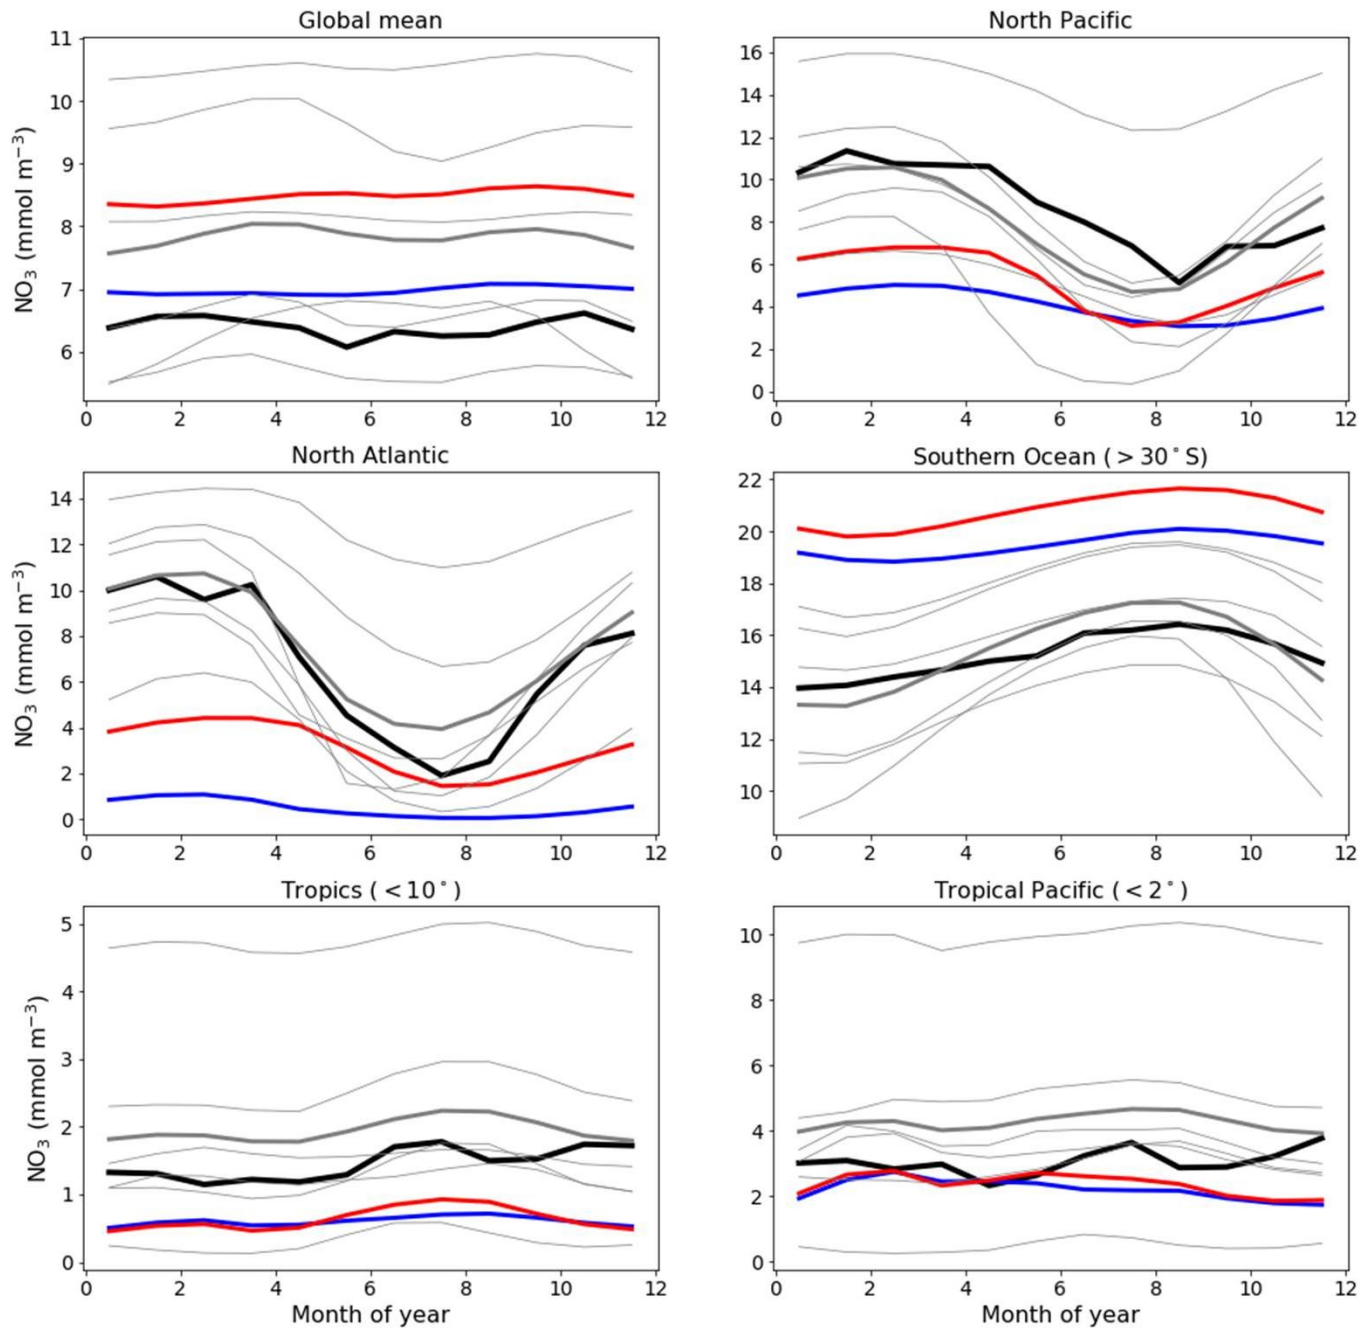 Global mean
North Pacific
NO₃ (mmol m⁻³)
11
10
9
8
7
6
0 2 4 6 8 10 12
16
14
12
10
8
6
4
2
0
0 2 4 6 8 10 12
North Atlantic
Southern Ocean (>30°S)
NO₃ (mmol m⁻³)
14
12
10
8
6
4
2
0
0 2 4 6 8 10 12
22
20
18
16
14
12
10
0 2 4 6 8 10 12
Tropics (<10°)
Tropical Pacific (<2°)
NO₃ (mmol m⁻³)
5
4
3
2
1
0
0 2 4 6 8 10 12
Month of year
10
8
6
4
2
0
0 2 4 6 8 10 12
Month of year